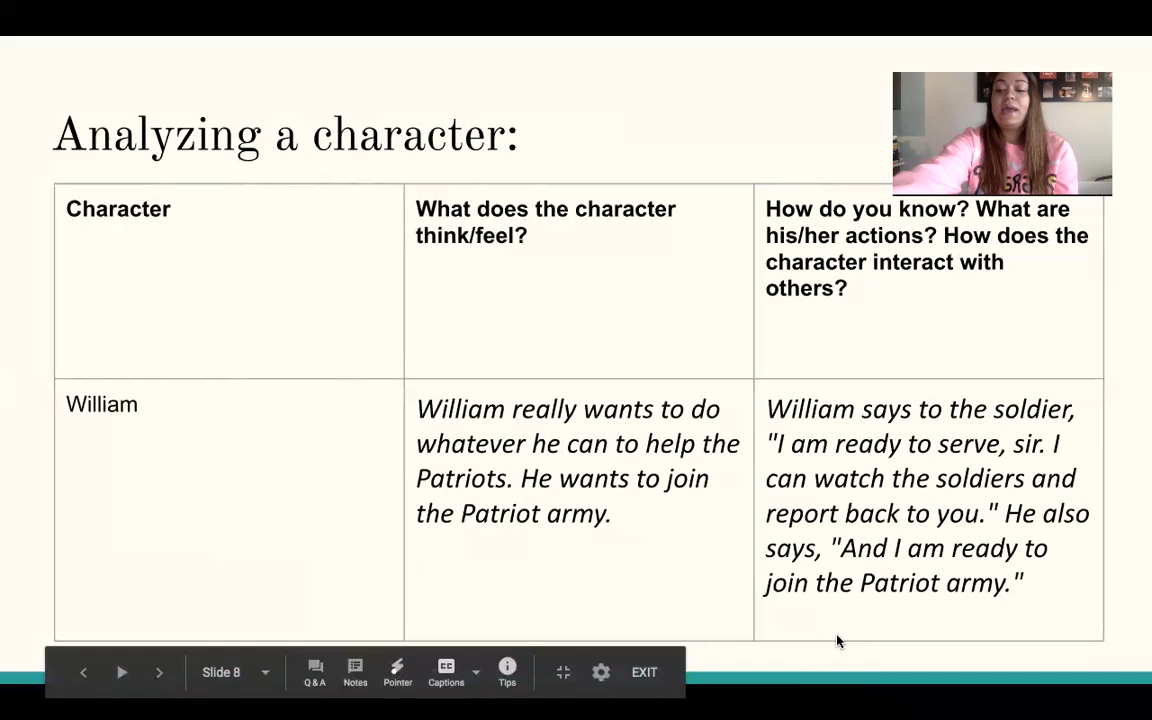 Analyzing a character:
Character
What does the character
think/feel?
How do you know? What are
his/her actions? How does the
character interact with
others?
William
William really wants to do
whatever he can to help the
Patriots. He wants to join
the Patriot army.
William says to the soldier,
"I am ready to serve, sir. I
can watch the soldiers and
report back to you." He also
says, "And I am ready to
join the Patriot army."
Slide 8
Q & A
Notes
Pointer
CC
Captions
Tips
EXIT